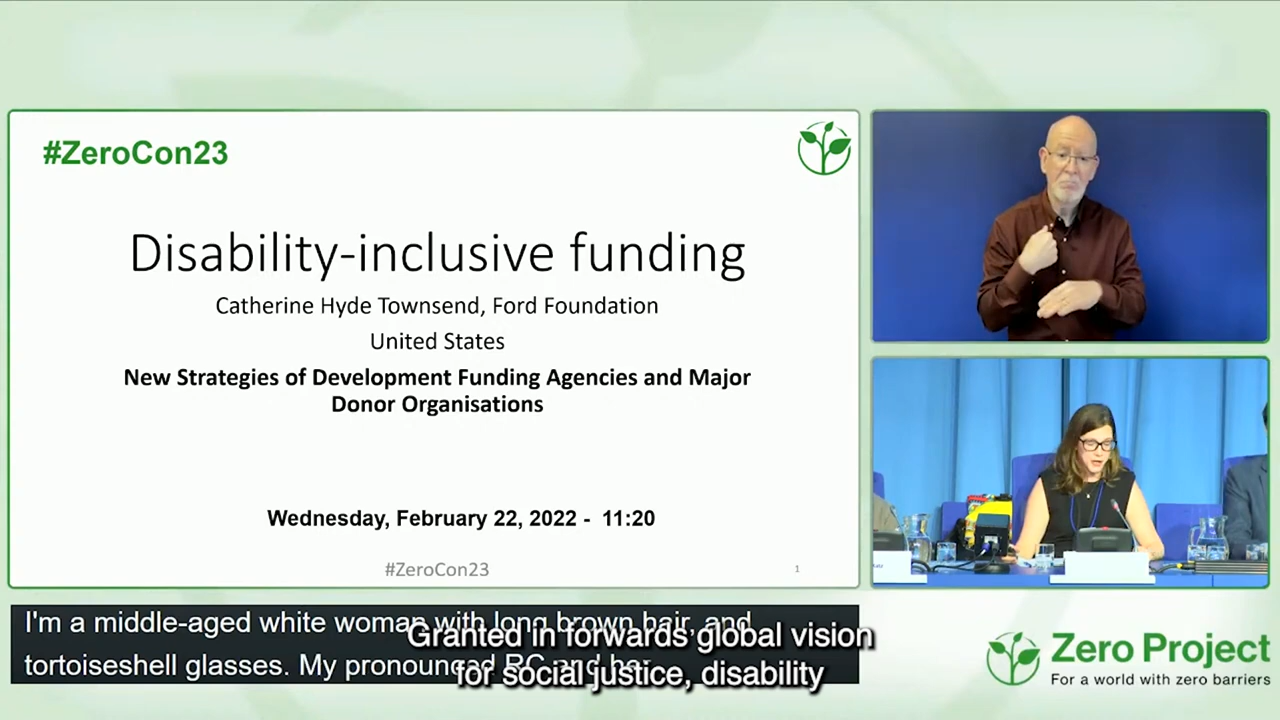 #ZeroCon23
Disability-inclusive funding
Catherine Hyde Townsend, Ford Foundation
United States
New Strategies of Development Funding Agencies and Major
Donor Organisations
Wednesday, February 22, 2022 - 11:20
#ZeroCon23
1
I'm a middle-aged white woman with long brown hair, and
tortoiseshell glasses. My
Granted in forwards global vision
for social justice, disability
Zero Project
For a world with zero barriers